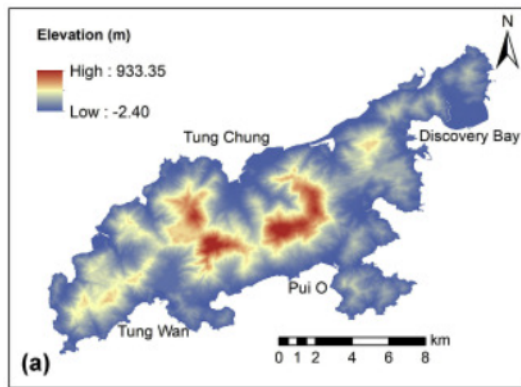 Elevation (m)
High : 933.35
Low : -2.40
N
Tung Chung
Discovery Bay
Pui O
Tung Wan
km
0 1 2 4 6 8
(a)